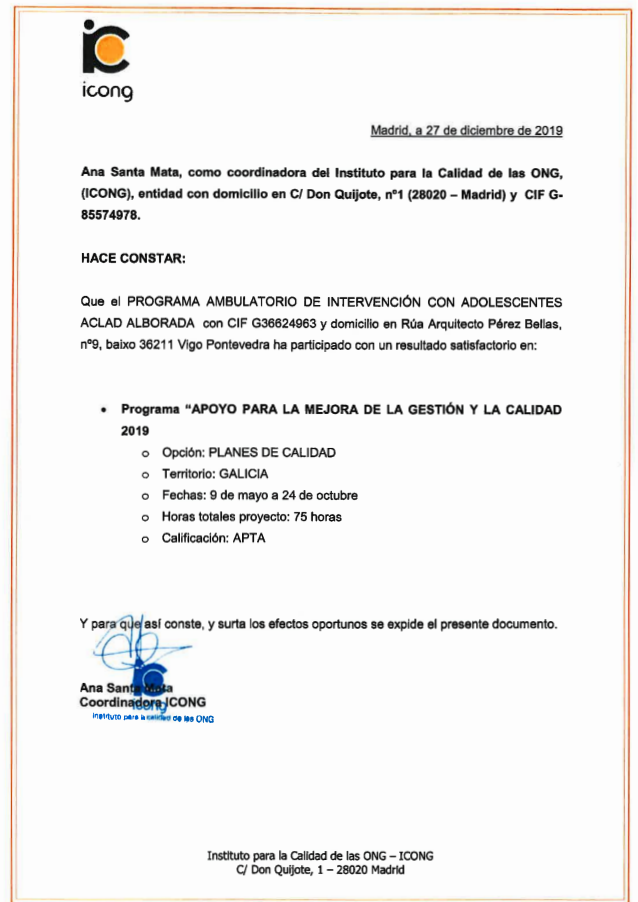 icong
Madrid, a 27 de diciembre de 2019
Ana Santa Mata, como coordinadora del Instituto para la Calidad de las ONG,
(ICONG), entidad con domicilio en C/ Don Quijote, nº1 (28020 – Madrid) y CIF G-
85574978.
HACE CONSTAR:
Que el PROGRAMA AMBULATORIO DE INTERVENCIÓN CON ADOLESCENTES
ACLAD ALBORADA con CIF G36624963 y domicilio en Rúa Arquitecto Pérez Bellas,
nº9, baixo 36211 Vigo Pontevedra ha participado con un resultado satisfactorio en:
• Programa “APOYO PARA LA MEJORA DE LA GESTIÓN Y LA CALIDAD
2019
o Opción: PLANES DE CALIDAD
o Territorio: GALICIA
o Fechas: 9 de mayo a 24 de octubre
o Horas totales proyecto: 75 horas
o Calificación: APTA
Y para que así conste, y surta los efectos oportunos se expide el presente documento.
Ana Santa Mata
Coordinadora ICONG
icong
Instituto para la calidad de las ONG
Instituto para la Calidad de las ONG – ICONG
C/ Don Quijote, 1 – 28020 Madrid